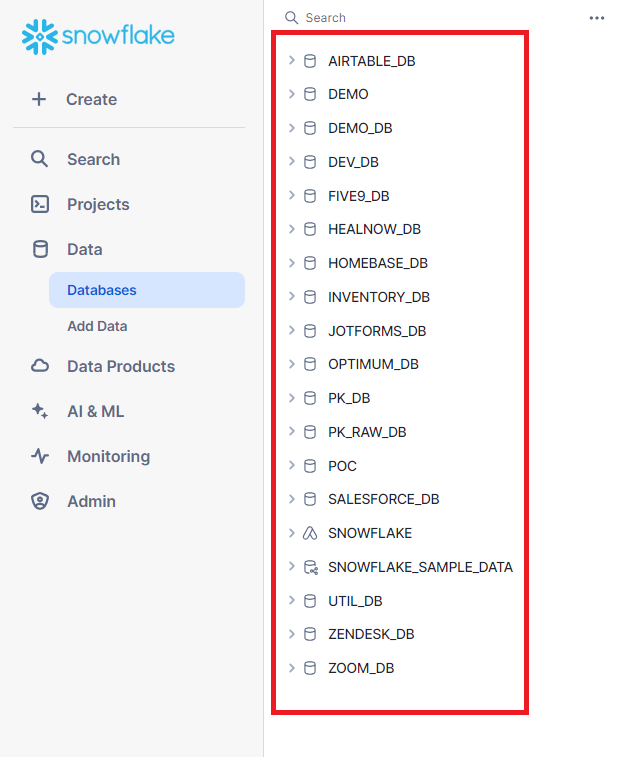 snowflake
Create
Search
Projects
Data
Databases
Add Data
Data Products
AI & ML
Monitoring
Admin
Search
AIRTABLE_DB
DEMO
DEMO_DB
DEV_DB
FIVE9_DB
HEALNOW_DB
HOMEBASE_DB
INVENTORY_DB
JOTFORMS_DB
OPTIMUM_DB
PK_DB
PK_RAW_DB
POC
SALESFORCE_DB
SNOWFLAKE
SNOWFLAKE_SAMPLE_DATA
UTIL_DB
ZENDESK_DB
ZOOM_DB